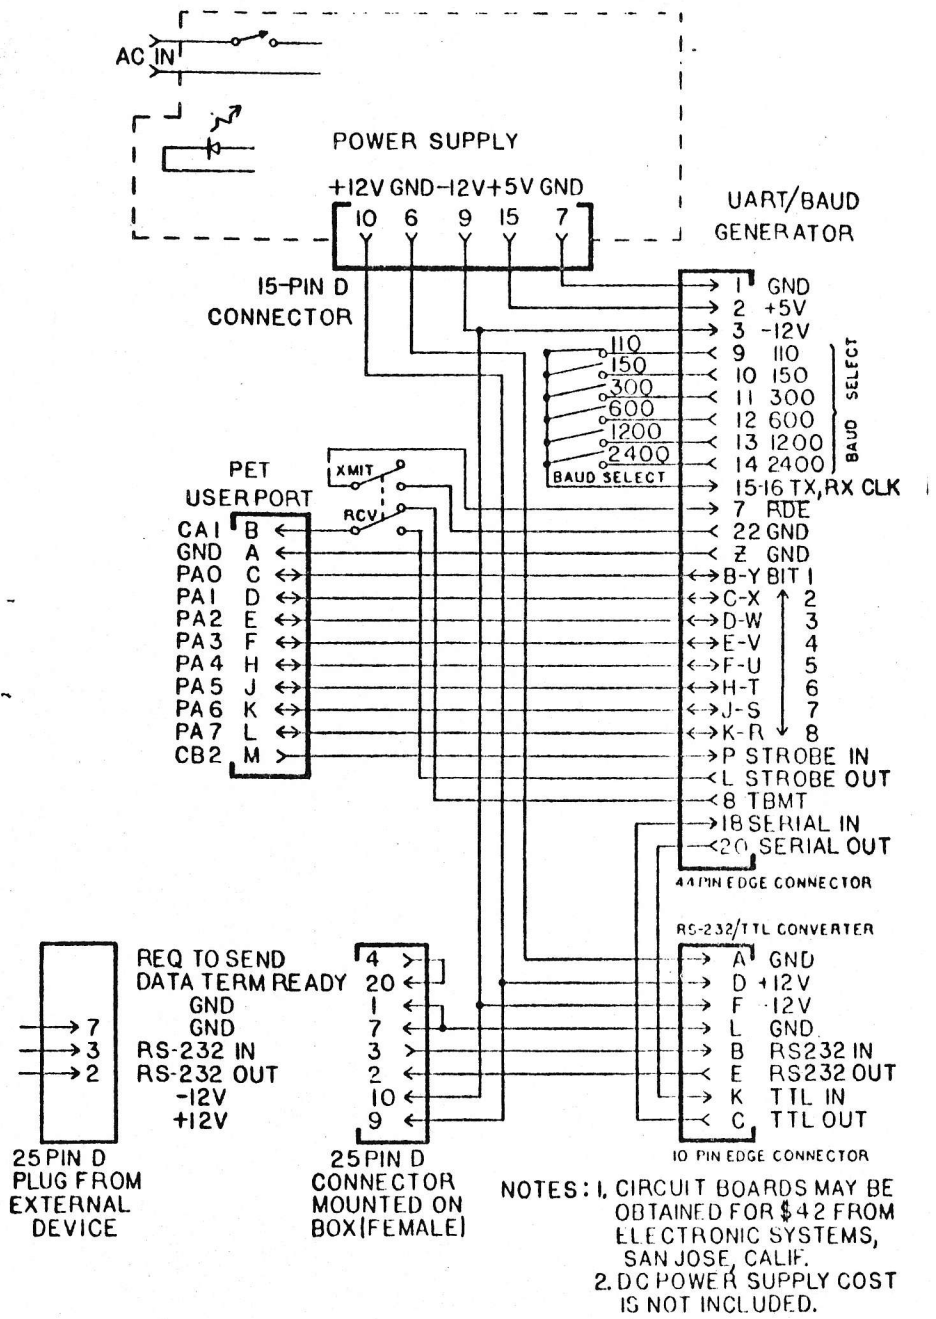 AC IN
POWER SUPPLY
+12V GND -12V +5V GND
10 6 9 15 7
15-PIN D
CONNECTOR
UART/BAUD
GENERATOR
1 GND
2 +5V
3 -12V
9 110
10 150
11 300
12 600
13 1200
14 2400
BAUD SELECT
15-16 TX,RX CLK
7 RDE
22 GND
Z GND
B-Y BIT 1
C-X 2
D-W 3
E-V 4
F-U 5
H-T 6
J-S 7
K-R 8
P STROBE IN
L STROBE OUT
8 TBMT
18 SERIAL IN
20 SERIAL OUT
44 PIN EDGE CONNECTOR
110
150
300
600
1200
2400
BAUD SELECT
XMIT
RCV
PET
USER PORT
CA1 B
GND A
PA0 C
PA1 D
PA2 E
PA3 F
PA4 H
PA5 J
PA6 K
PA7 L
CB2 M
RS-232/TTL CONVERTER
A GND
D +12V
F -12V
L GND
B RS232 IN
E RS232 OUT
K TTL IN
C TTL OUT
10 PIN EDGE CONNECTOR
REQ TO SEND 4
DATA TERM READY 20
GND 1
7 GND 7
3 RS-232 IN 3
2 RS-232 OUT 2
-12V 10
+12V 9
25 PIN D
PLUG FROM
EXTERNAL
DEVICE
25 PIN D
CONNECTOR
MOUNTED ON
BOX(FEMALE)
NOTES: 1. CIRCUIT BOARDS MAY BE
OBTAINED FOR $42 FROM
ELECTRONIC SYSTEMS,
SAN JOSE, CALIF.
2. DC POWER SUPPLY COST
IS NOT INCLUDED.